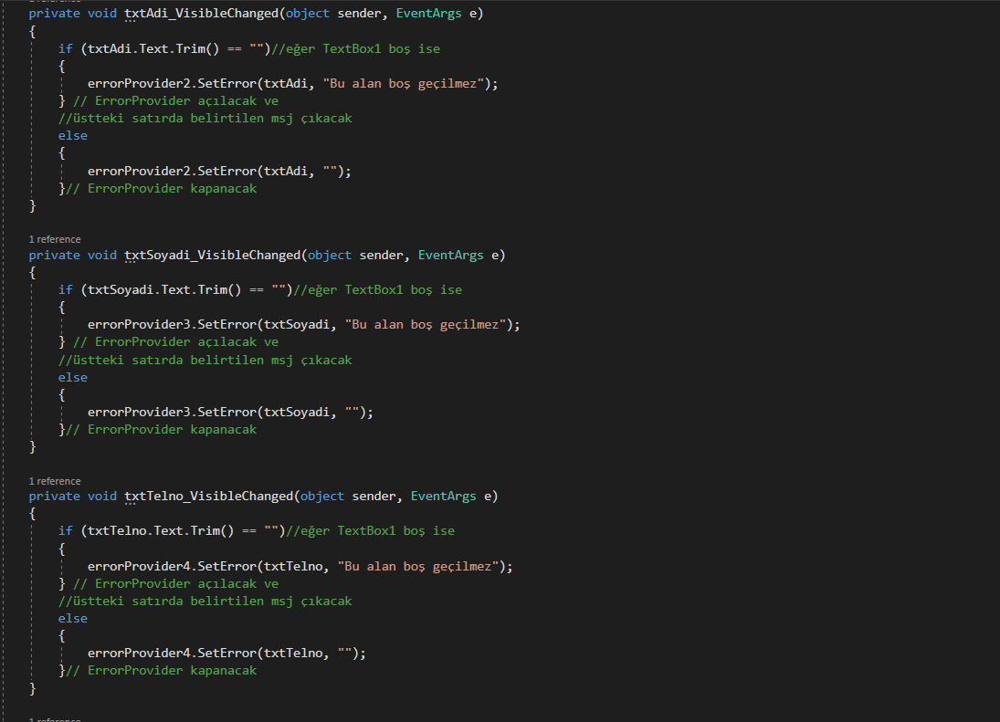 private void txtAdi_VisibleChanged(object sender, EventArgs e)
{
if (txtAdi.Text.Trim() == "")//eğer TextBox1 boş ise
{
errorProvider2.SetError(txtAdi, "Bu alan boş geçilmez");
} // ErrorProvider açılacak ve
//üstteki satırda belirtilen msj çıkacak
else
{
errorProvider2.SetError(txtAdi, "");
}// ErrorProvider kapanacak
}
1 reference
private void txtSoyadi_VisibleChanged(object sender, EventArgs e)
{
if (txtSoyadi.Text.Trim() == "")//eğer TextBox1 boş ise
{
errorProvider3.SetError(txtSoyadi, "Bu alan boş geçilmez");
} // ErrorProvider açılacak ve
//üstteki satırda belirtilen msj çıkacak
else
{
errorProvider3.SetError(txtSoyadi, "");
}// ErrorProvider kapanacak
}
1 reference
private void txtTelno_VisibleChanged(object sender, EventArgs e)
{
if (txtTelno.Text.Trim() == "")//eğer TextBox1 boş ise
{
errorProvider4.SetError(txtTelno, "Bu alan boş geçilmez");
} // ErrorProvider açılacak ve
//üstteki satırda belirtilen msj çıkacak
else
{
errorProvider4.SetError(txtTelno, "");
}// ErrorProvider kapanacak
}
1 reference